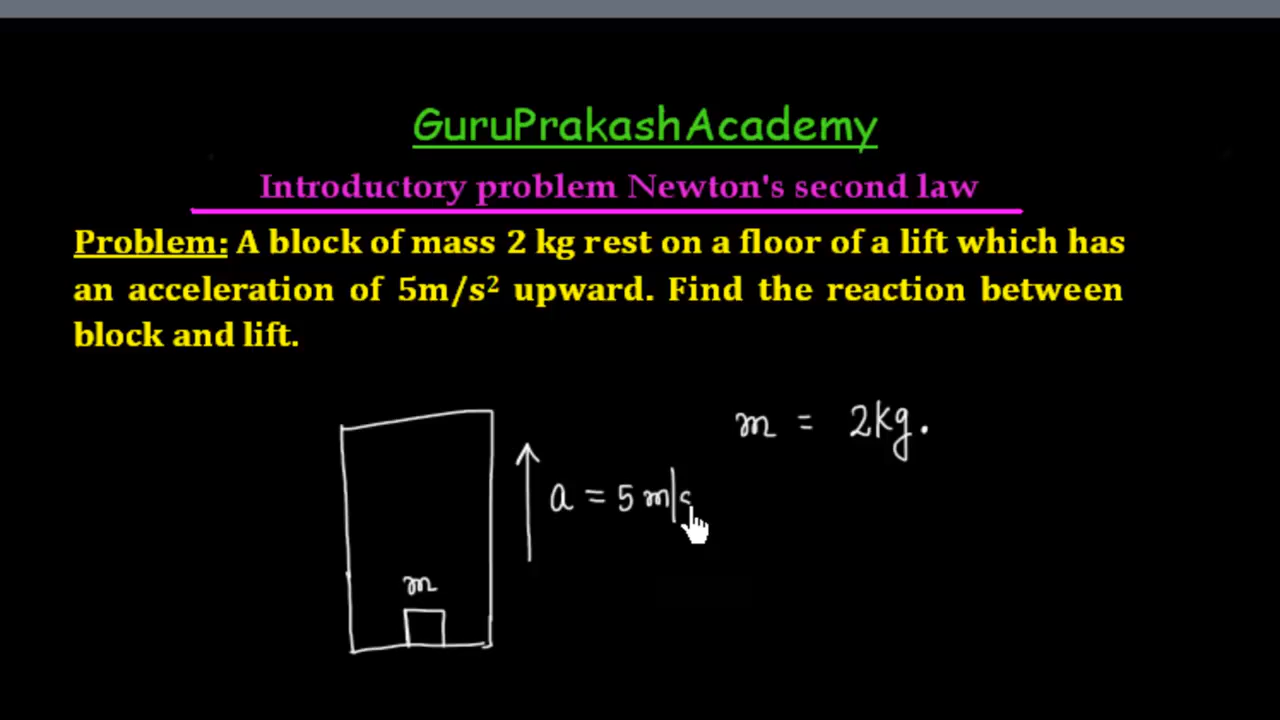 GuruPrakashAcademy
Introductory problem Newton's second law
Problem: A block of mass 2 kg rest on a floor of a lift which has
an acceleration of 5m/s² upward. Find the reaction between
block and lift.
m = 2kg.
a = 5 m/s
m